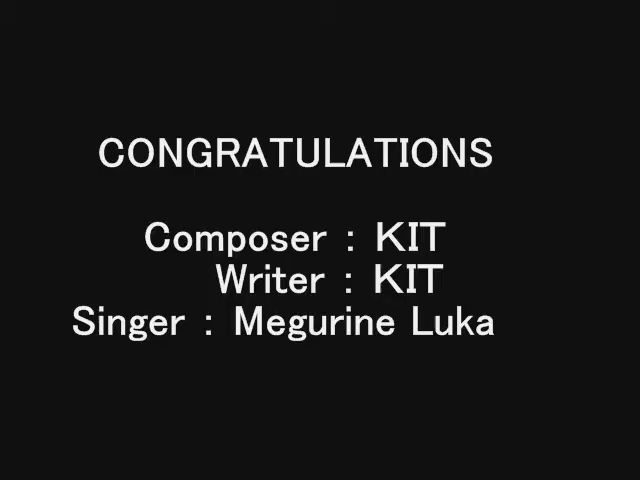 CONGRATULATIONS
Composer : KIT
Writer : KIT
Singer : Megurine Luka